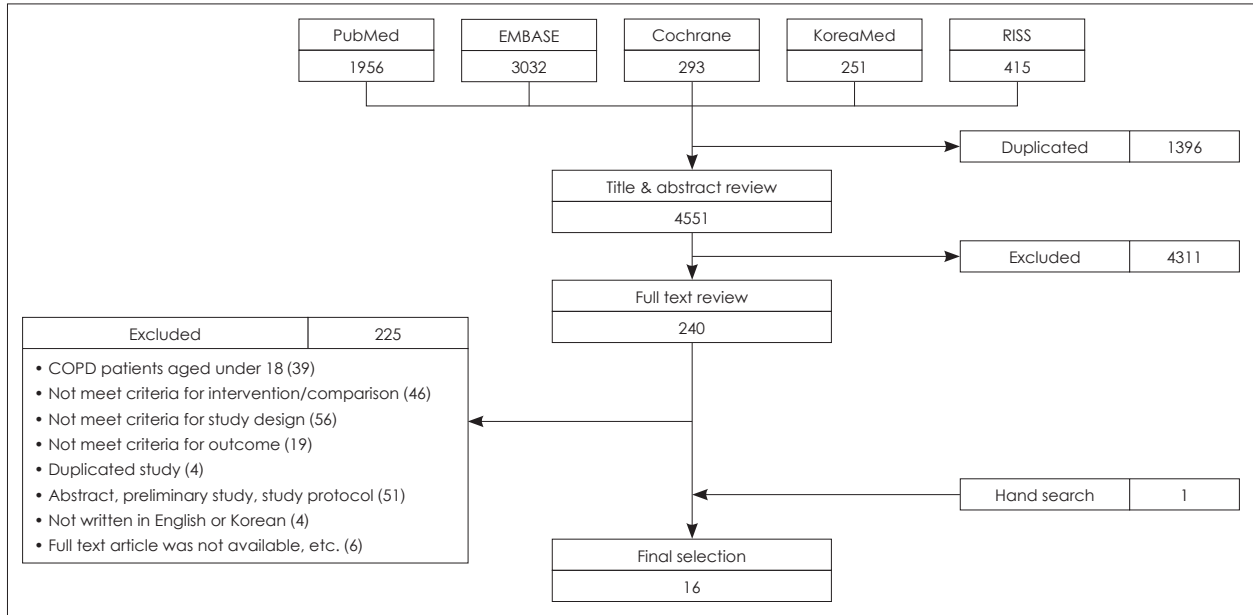 PubMed
1956
EMBASE
3032
Cochrane
293
KoreaMed
251
RISS
415
Duplicated 1396
Title & abstract review
4551
Excluded 4311
Full text review
240
Excluded 225
• COPD patients aged under 18 (39)
• Not meet criteria for intervention/comparison (46)
• Not meet criteria for study design (56)
• Not meet criteria for outcome (19)
• Duplicated study (4)
• Abstract, preliminary study, study protocol (51)
• Not written in English or Korean (4)
• Full text article was not available, etc. (6)
Hand search 1
Final selection
16